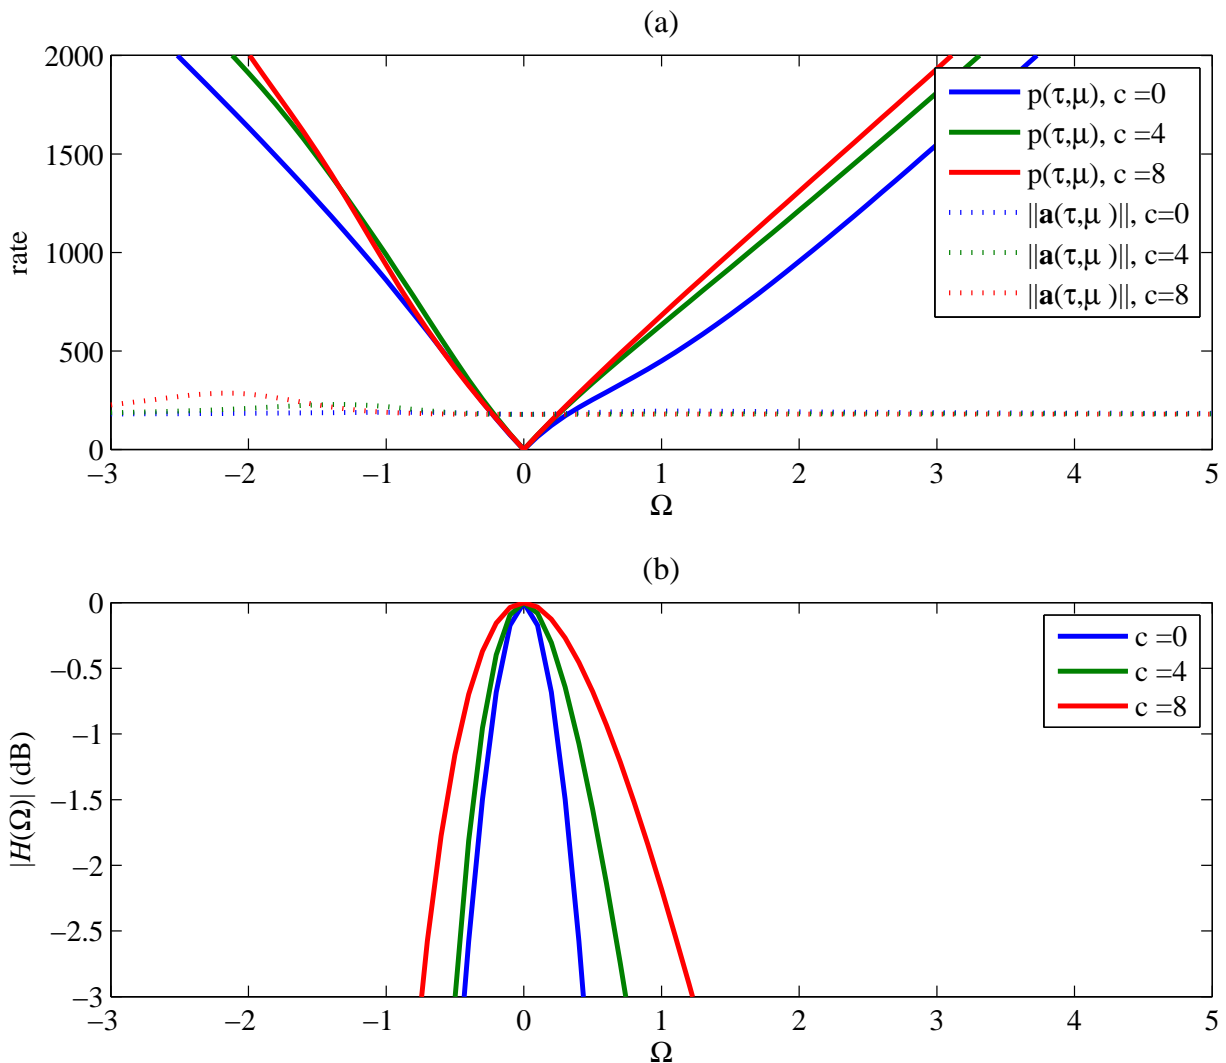 (a)
2000
1500
1000
500
0
rate
−3 −2 −1 0 1 2 3 4 5
Ω
p(τ,μ), c =0
p(τ,μ), c =4
p(τ,μ), c =8
||a(τ,μ )||, c=0
||a(τ,μ )||, c=4
||a(τ,μ )||, c=8
(b)
0
−0.5
−1
−1.5
−2
−2.5
−3
|H(Ω)| (dB)
−3 −2 −1 0 1 2 3 4 5
Ω
c =0
c =4
c =8